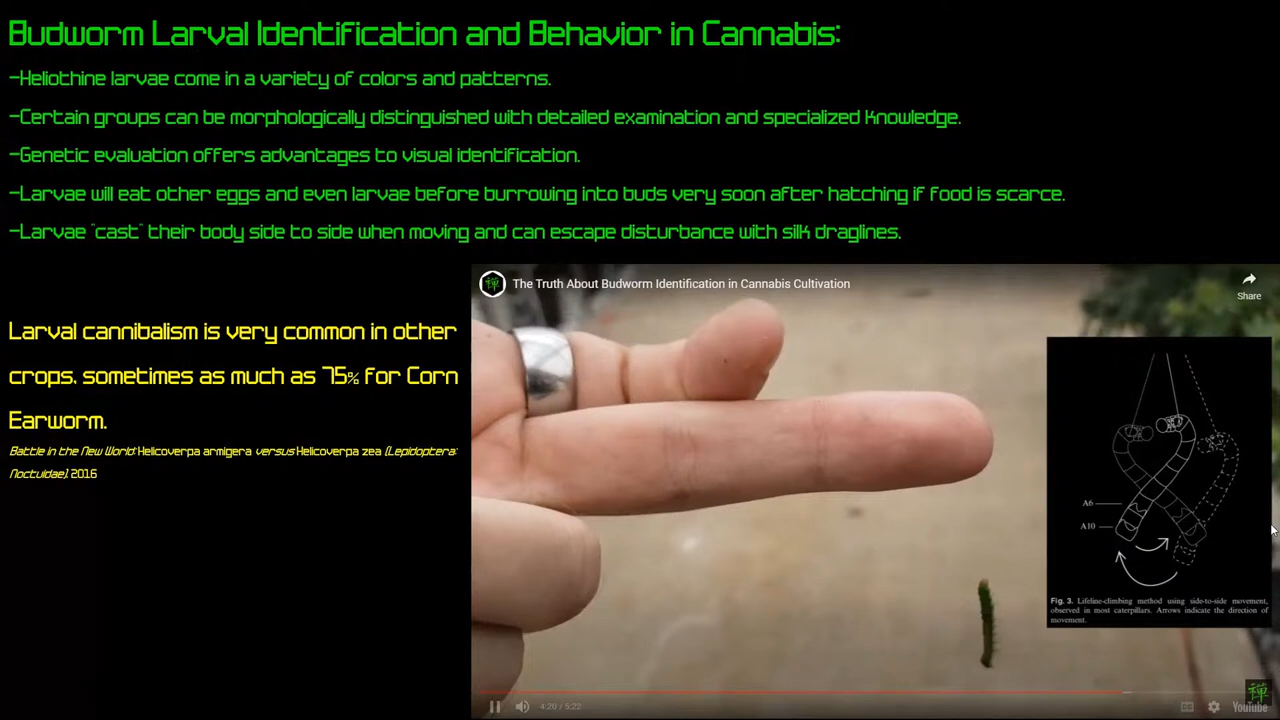 Budworm Larval Identification and Behavior in Cannabis:
-Heliothine larvae come in a variety of colors and patterns.
-Certain groups can be morphologically distinguished with detailed examination and specialized knowledge.
-Genetic evaluation offers advantages to visual identification.
-Larvae will eat other eggs and even larvae before burrowing into buds very soon after hatching if food is scarce.
-Larvae "cast" their body side to side when moving and can escape disturbance with silk draglines.
Larval cannibalism is very common in other
crops, sometimes as much as 75% for Corn
Earworm.
Battle in the New World: Helicoverpa armigera versus Helicoverpa zea (Lepidoptera:
Noctuidae), 2016
禅
The Truth About Budworm Identification in Cannabis Cultivation
Share
A6
A10
Fig. 3. Lifeline-climbing method using side-to-side movement,
observed in most caterpillars. Arrows indicate the direction of
movement.
禅
4:20 / 5:22
CC
YouTube